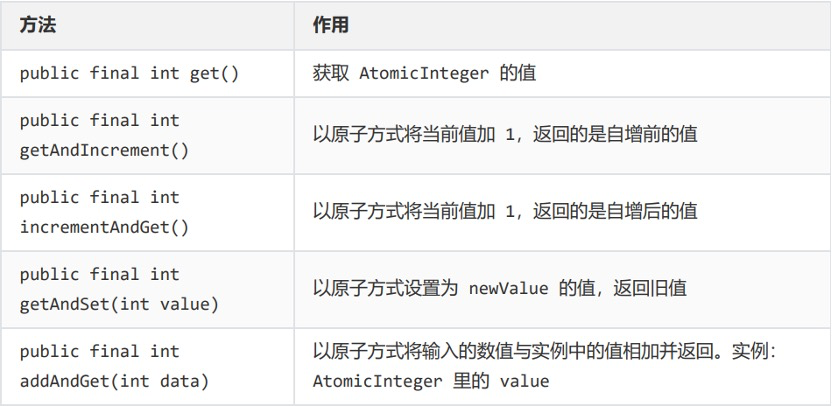 方法 作用
public final int get() 获取 AtomicInteger 的值
public final int
getAndIncrement()
以原子方式将当前值加 1，返回的是自增前的值
public final int
incrementAndGet()
以原子方式将当前值加 1，返回的是自增后的值
public final int
getAndSet(int value)
以原子方式设置为 newValue 的值，返回旧值
public final int
addAndGet(int data)
以原子方式将输入的数值与实例中的值相加并返回。实例：
AtomicInteger 里的 value